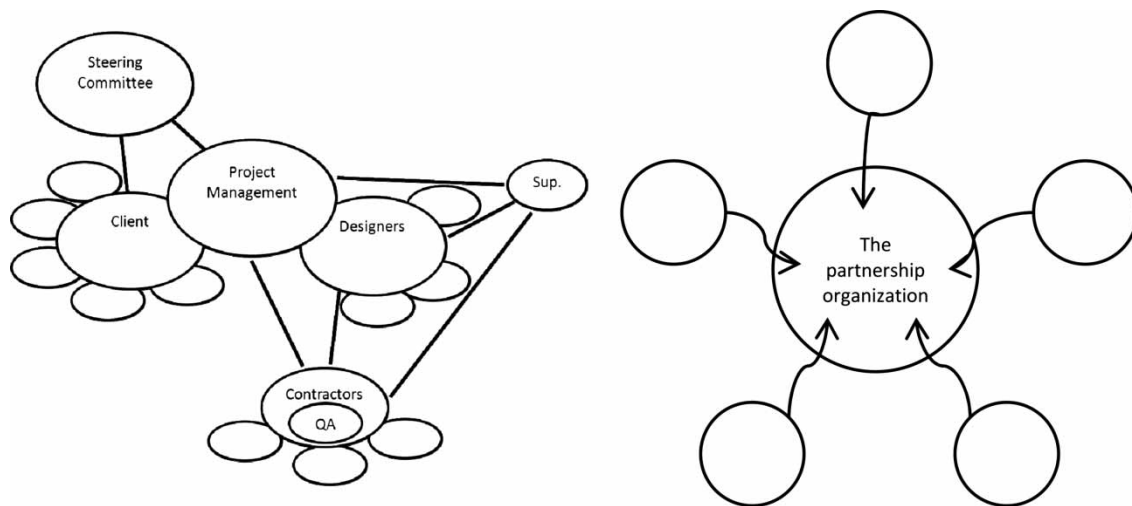 Steering
Committee
Project
Management
Sup.
Client
Designers
Contractors
QA
The
partnership
organization